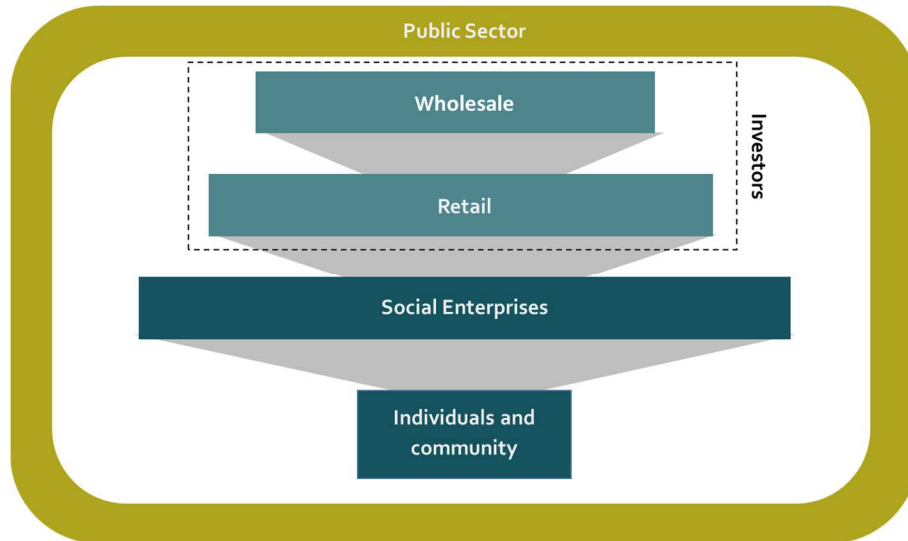 Public Sector
Wholesale
Investors
Retail
Social Enterprises
Individuals and
community